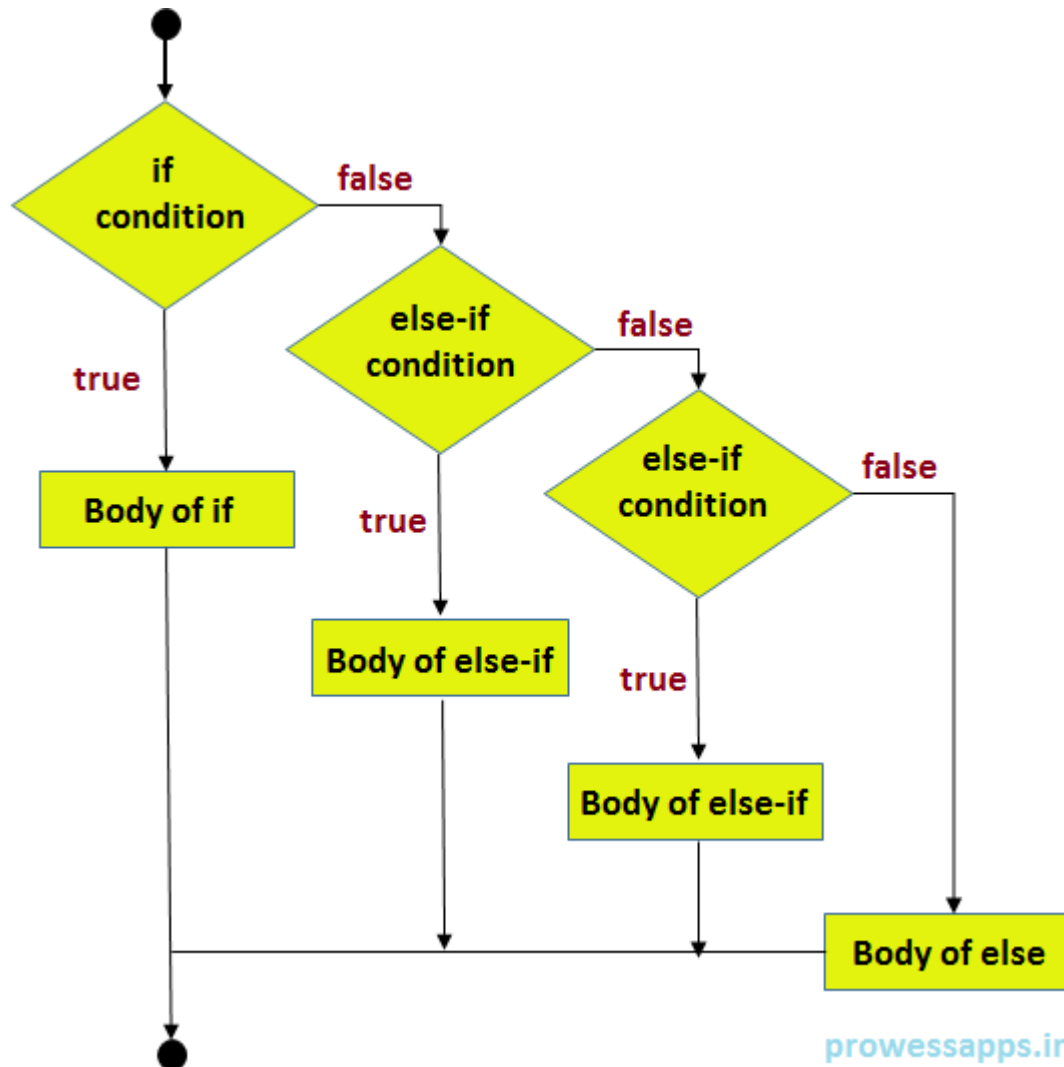 if
condition
false
else-if
condition
false
true
else-if
condition
false
Body of if
true
Body of else-if
true
Body of else-if
Body of else
prowessapps.in